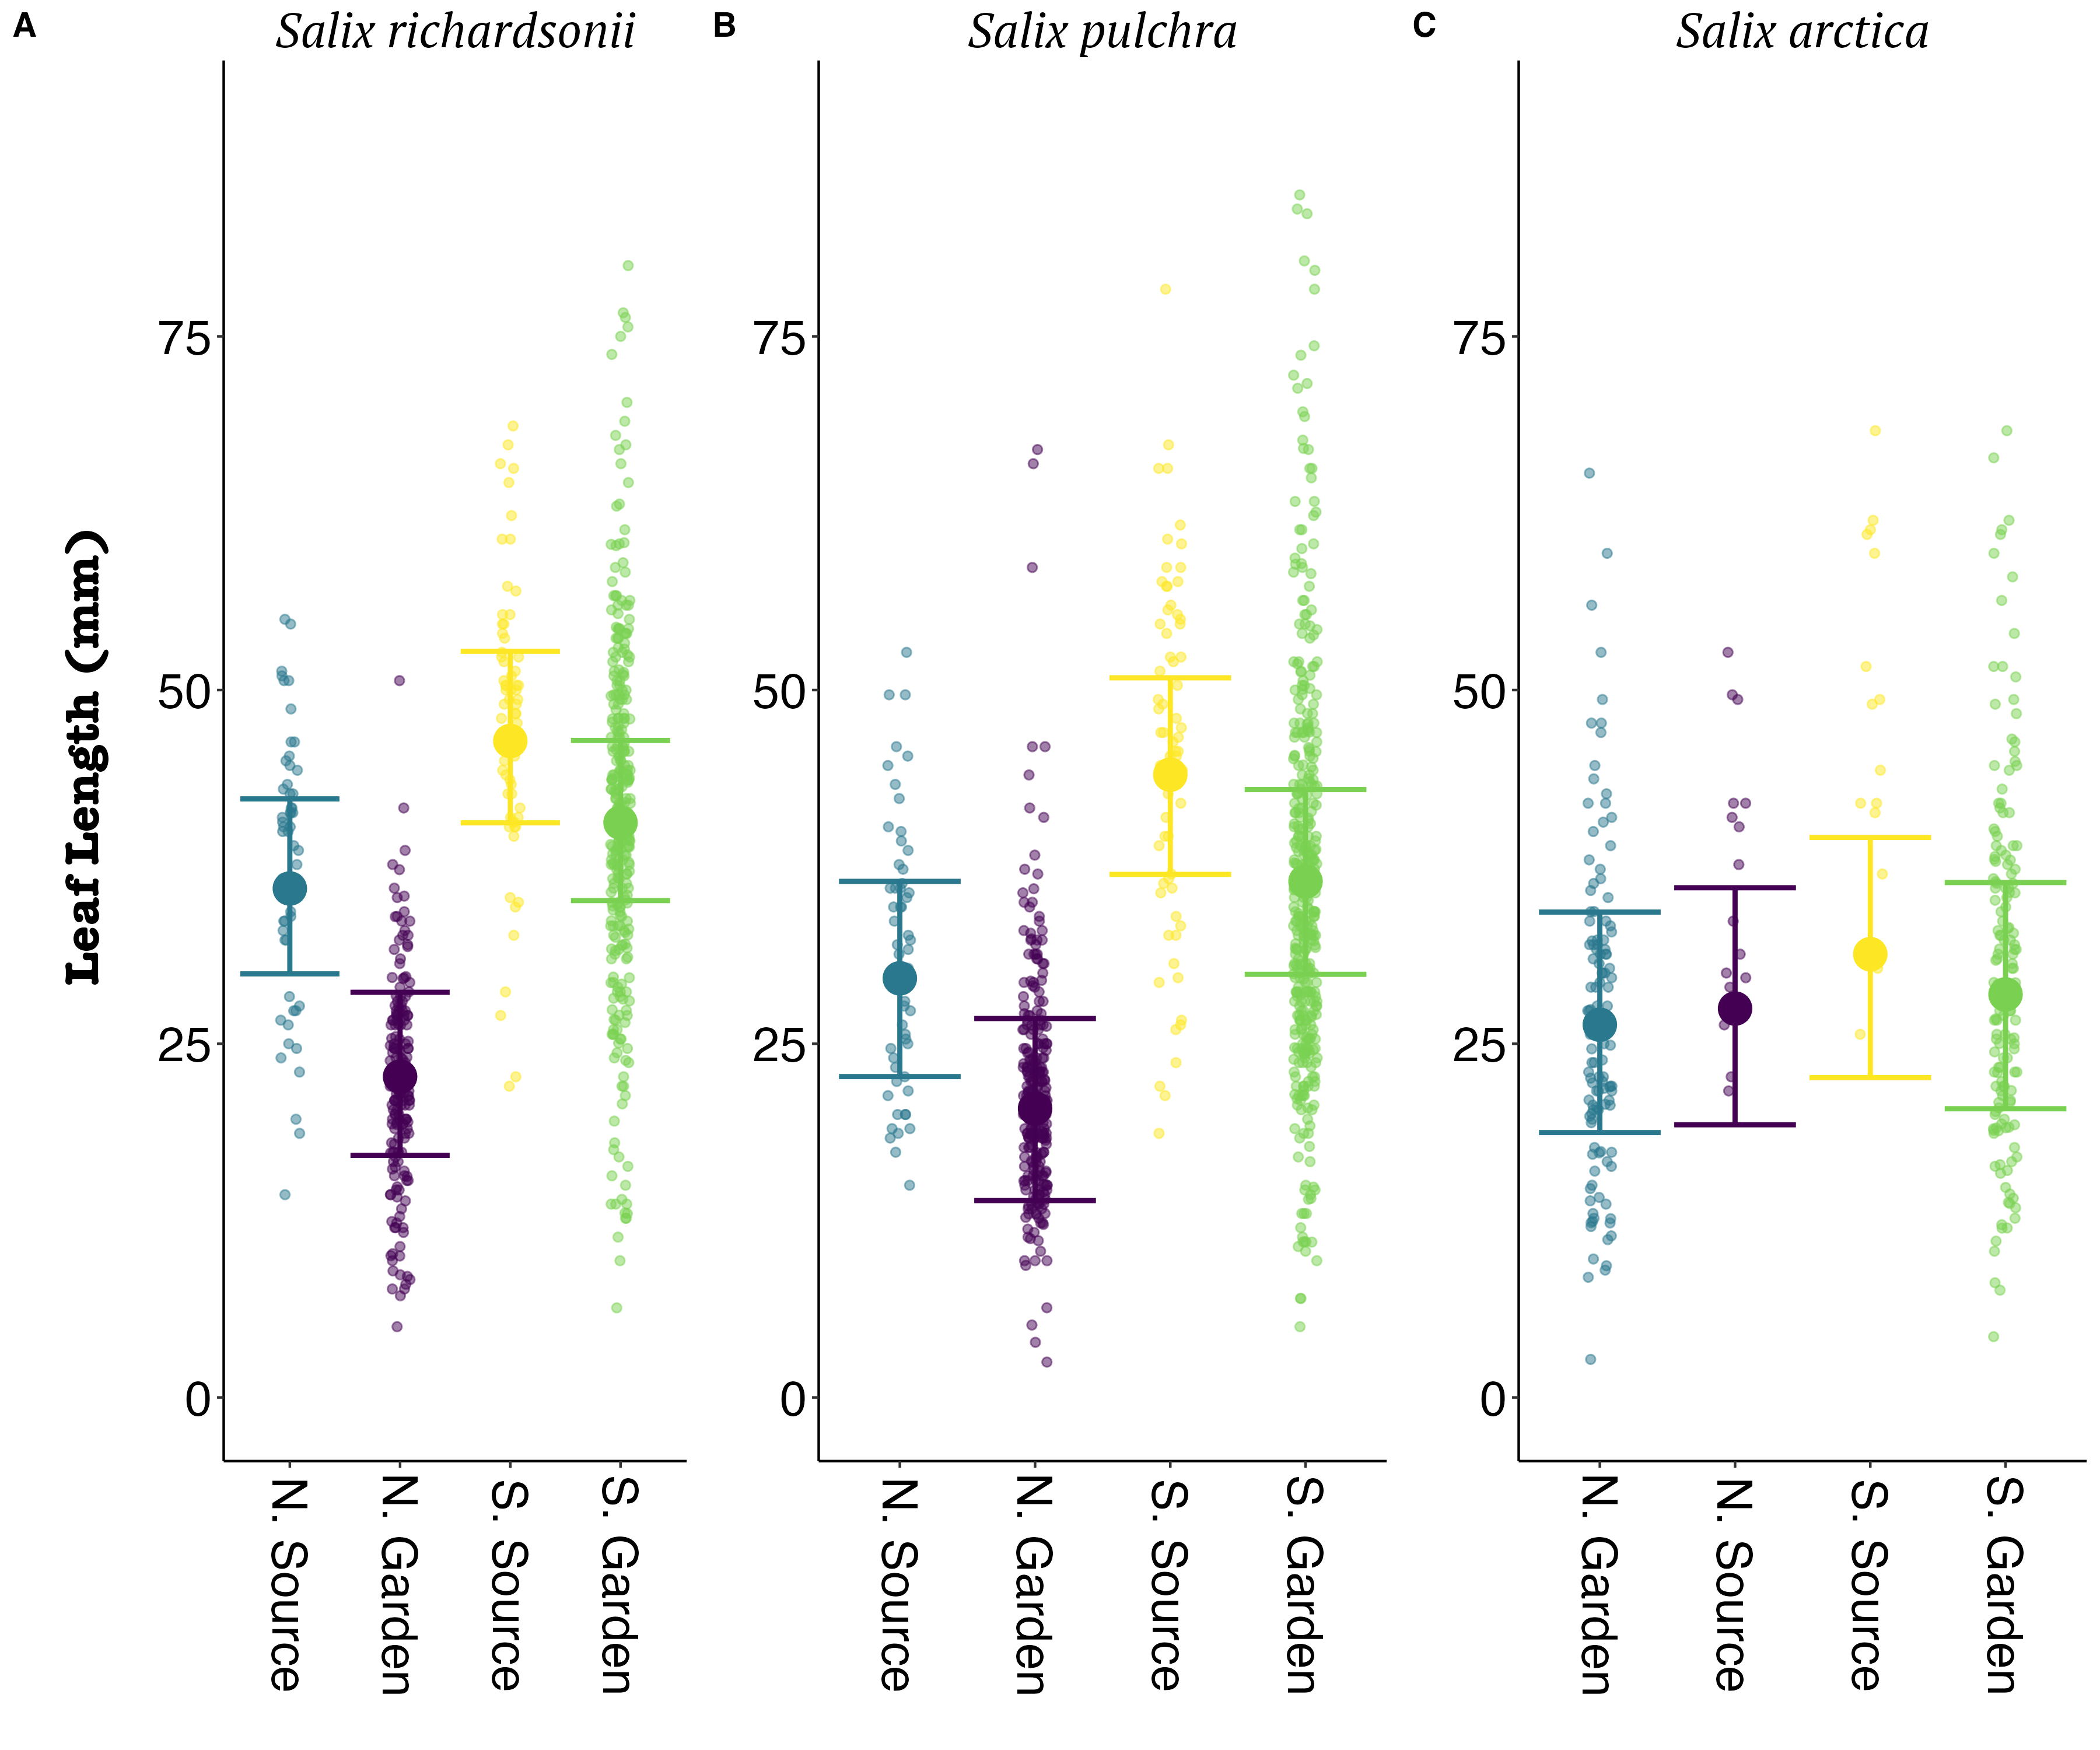 A
Salix richardsonii
B
Salix pulchra
C
Salix arctica
Leaf Length (mm)
75
50
25
0
N. Source
N. Garden
S. Source
S. Garden
75
50
25
0
N. Source
N. Garden
S. Source
S. Garden
75
50
25
0
N. Garden
N. Source
S. Source
S. Garden